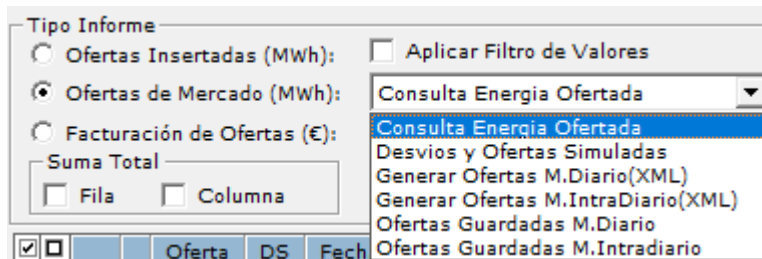 Tipo Informe
Ofertas Insertadas (MWh):
Aplicar Filtro de Valores
Ofertas de Mercado (MWh):
Consulta Energia Ofertada
Facturación de Ofertas (€):
Consulta Energia Ofertada
Desvios y Ofertas Simuladas
Generar Ofertas M.Diario(XML)
Generar Ofertas M.IntraDiario(XML)
Ofertas Guardadas M.Diario
Ofertas Guardadas M.Intradiario
Suma Total
Fila
Columna
Oferta DS Fech